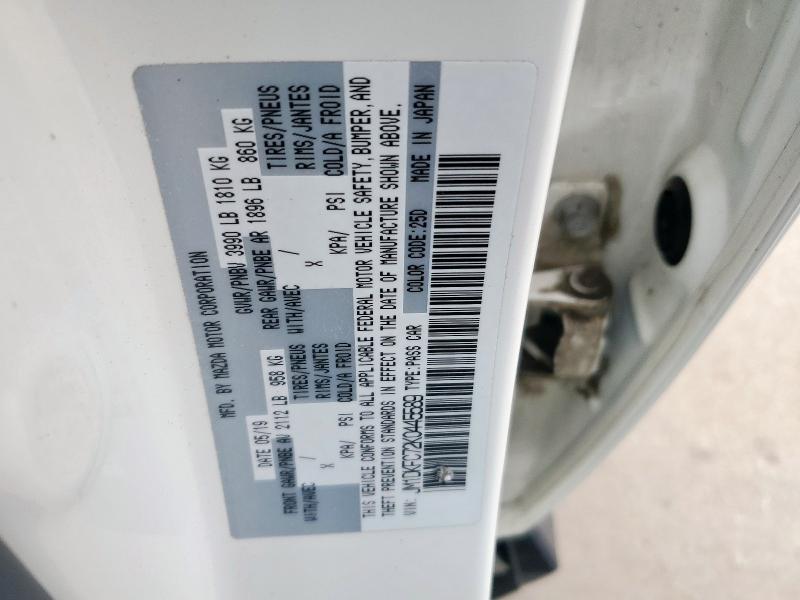 MFD. BY MAZDA MOTOR CORPORATION
DATE 05/19 GVWR/PNBV 3990 LB 1810 KG
FRONT GAWR/PNBE AV 2112 LB 958 KG REAR GAWR/PNBE AR 1896 LB 860 KG
WITH/AVEC / TIRES/PNEUS WITH/AVEC / TIRES/PNEUS
X RIMS/JANTES X RIMS/JANTES
KPA/ PSI COLD/A FROID KPA/ PSI COLD/A FROID
THIS VEHICLE CONFORMS TO ALL APPLICABLE FEDERAL MOTOR VEHICLE SAFETY, BUMPER, AND
THEFT PREVENTION STANDARDS IN EFFECT ON THE DATE OF MANUFACTURE SHOWN ABOVE.
VIN: JM1DKFC72K0445589 TYPE:PASS CAR COLOR CODE:25D MADE IN JAPAN